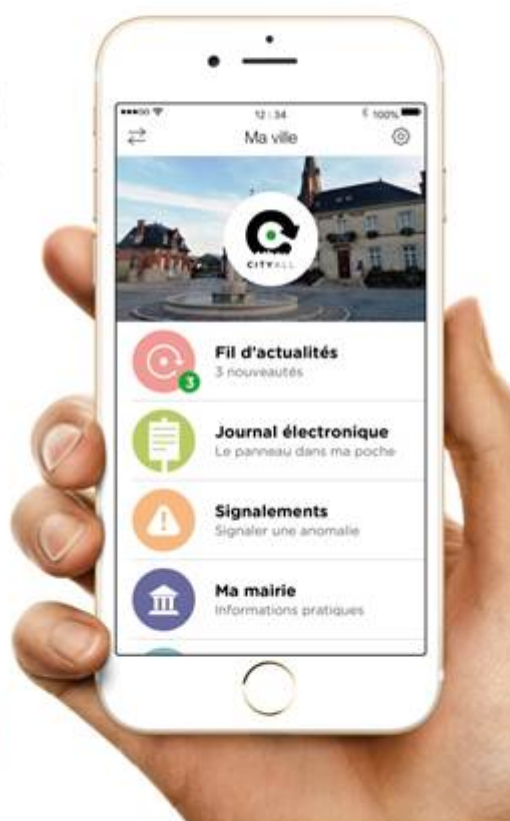 12:34
100%
Ma ville
CITYALL
Fil d'actualités
3 nouveautés
3
Journal électronique
Le panneau dans ma poche
Signalements
Signaler une anomalie
Ma mairie
Informations pratiques